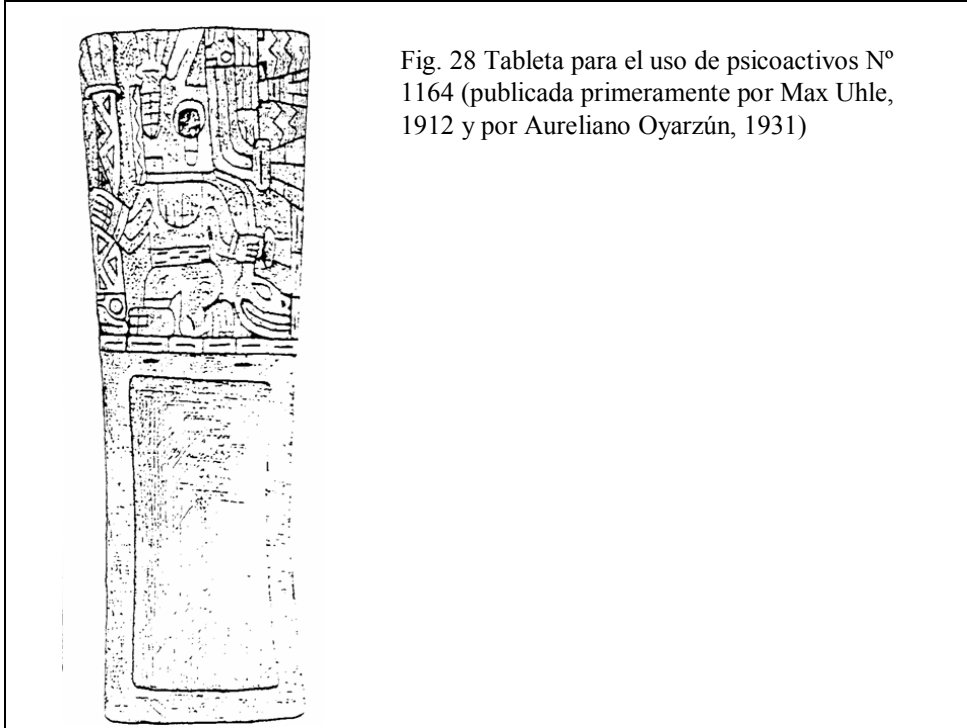 Fig. 28 Tableta para el uso de psicoactivos Nº
1164 (publicada primeramente por Max Uhle,
1912 y por Aureliano Oyarzún, 1931)